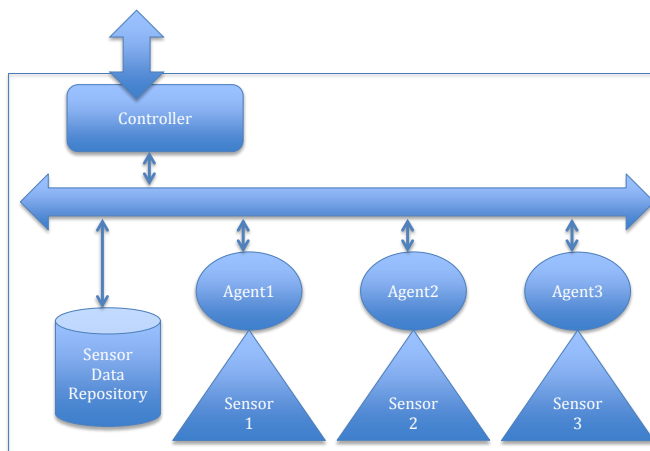 Controller
Agent1
Agent2
Agent3
Sensor
Data
Repository
Sensor
1
Sensor
2
Sensor
3